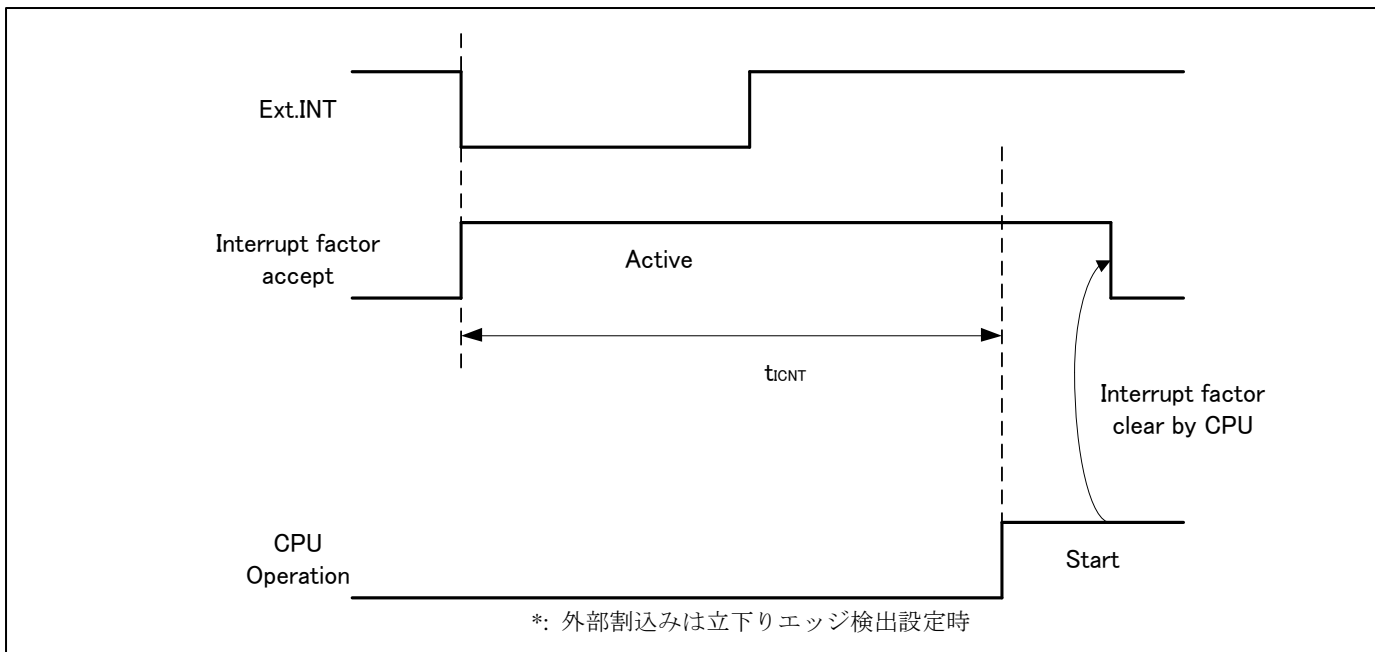 Ext.INT
Interrupt factor
accept
Active
tICNT
Interrupt factor
clear by CPU
CPU
Operation
Start
*: 外部割込みは立下りエッジ検出設定時